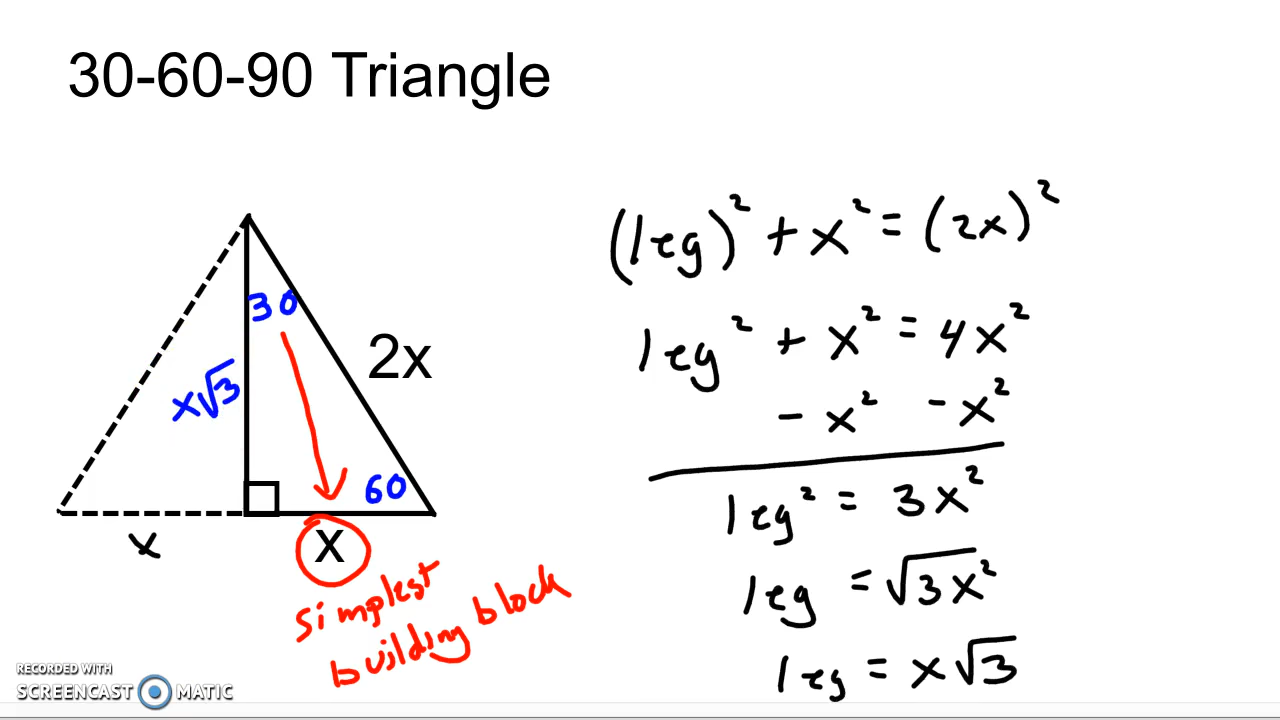 30-60-90 Triangle
(leg)² + x² = (2x)²
leg² + x² = 4x²
- x² - x²
leg² = 3x²
leg = √3x²
leg = x√3
30
2x
x√3
60
x
x
simplest
building block
RECORDED WITH
SCREENCAST MATIC